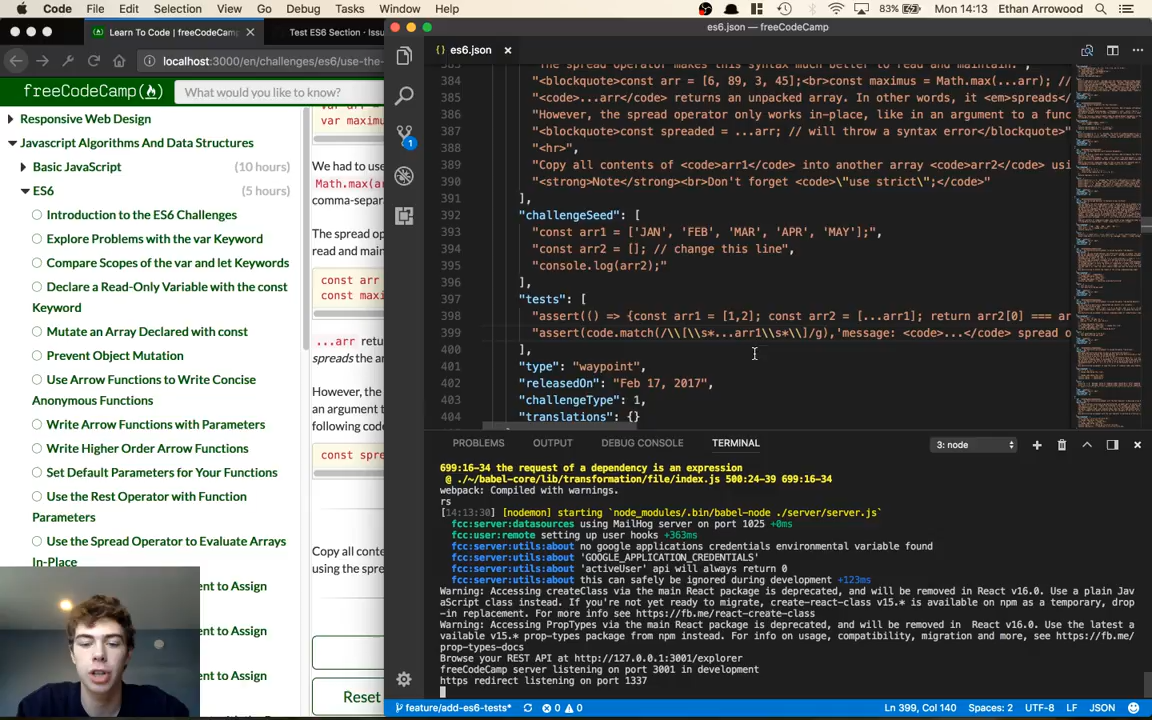 Code File Edit Selection View Go Debug Tasks Window Help
83% Mon 14:13 Ethan Arrowood
Learn To Code | freeCodeCamp
Test ES6 Section · Issu
localhost:3000/en/challenges/es6/use-the-
freeCodeCamp
What would you like to know?
Responsive Web Design
Javascript Algorithms And Data Structures
Basic JavaScript (10 hours)
ES6 (5 hours)
Introduction to the ES6 Challenges
Explore Problems with the var Keyword
Compare Scopes of the var and let Keywords
Declare a Read-Only Variable with the const
Keyword
Mutate an Array Declared with const
Prevent Object Mutation
Use Arrow Functions to Write Concise
Anonymous Functions
Write Arrow Functions with Parameters
Write Higher Order Arrow Functions
Set Default Parameters for Your Functions
Use the Rest Operator with Function
Parameters
Use the Spread Operator to Evaluate Arrays
In-Place
ent to Assign
ent to Assign
ent to Assign
var maximu
We had to use
Math.max(ar
comma-separa
The spread op
read and main
const arr
const maxi
...arr retu
spreads the ar
However, the
an argument t
following code
const spre
Copy all conte
using the spre
Reset
es6.json — freeCodeCamp
{} es6.json
384 "<blockquote>const arr = [6, 89, 3, 45];<br>const maximus = Math.max(...arr); //
385 "<code>...arr</code> returns an unpacked array. In other words, it <em>spreads</
386 "However, the spread operator only works in-place, like in an argument to a func
387 "<blockquote>const spreaded = ...arr; // will throw a syntax error</blockquote>"
388 "<hr>",
389 "Copy all contents of <code>arr1</code> into another array <code>arr2</code> usi
390 "<strong>Note</strong><br>Don't forget <code>\"use strict\";</code>"
391 ],
392 "challengeSeed": [
393 "const arr1 = ['JAN', 'FEB', 'MAR', 'APR', 'MAY'];",
394 "const arr2 = []; // change this line",
395 "console.log(arr2);"
396 ],
397 "tests": [
398 "assert(() => {const arr1 = [1,2]; const arr2 = [...arr1]; return arr2[0] === ar
399 "assert(code.match(/\\[\\s*...arr1\\s*\\]/g),'message: <code>...</code> spread o
400 ],
401 "type": "waypoint",
402 "releasedOn": "Feb 17, 2017",
403 "challengeType": 1,
404 "translations": {}
PROBLEMS OUTPUT DEBUG CONSOLE TERMINAL 3: node
699:16-34 the request of a dependency is an expression
@ ./~/babel-core/lib/transformation/file/index.js 500:24-39 699:16-34
webpack: Compiled with warnings.
rs
[14:13:30] [nodemon] starting `node_modules/.bin/babel-node ./server/server.js`
fcc:server:datasources using MailHog server on port 1025 +0ms
fcc:user:remote setting up user hooks +363ms
fcc:server:utils:about no google applications credentials environmental variable found
fcc:server:utils:about 'GOOGLE_APPLICATION_CREDENTIALS'
fcc:server:utils:about 'activeUser' api will always return 0
fcc:server:utils:about this can safely be ignored during development +123ms
Warning: Accessing createClass via the main React package is deprecated, and will be removed in React v16.0. Use a plain Jav
aScript class instead. If you're not yet ready to migrate, create-react-class v15.* is available on npm as a temporary, drop
-in replacement. For more info see https://fb.me/react-create-class
Warning: Accessing PropTypes via the main React package is deprecated, and will be removed in  React v16.0. Use the latest a
vailable v15.* prop-types package from npm instead. For info on usage, compatibility, migration and more, see https://fb.me/
prop-types-docs
Browse your REST API at http://127.0.0.1:3001/explorer
freeCodeCamp server listening on port 3001 in development
https redirect listening on port 1337
feature/add-es6-tests* 0 0 Ln 399, Col 140 Spaces: 2 UTF-8 LF JSON